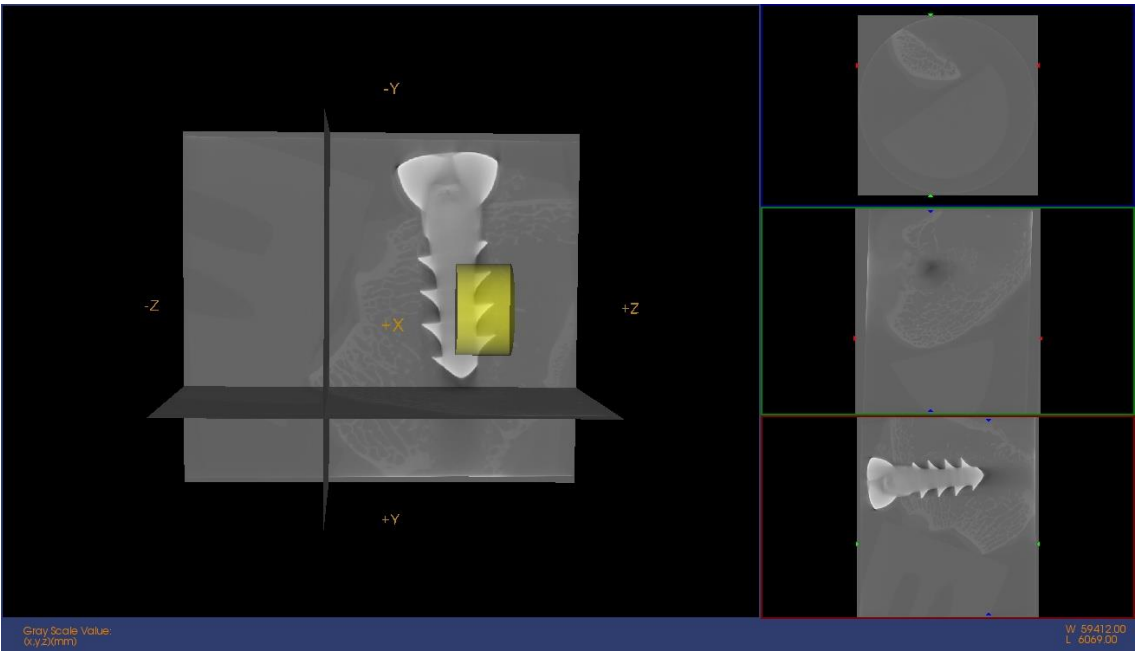 -Y
-Z
+X
+Z
+Y
Gray Scale Value:
(x,y,z)(mm)
W 59412.00
L 6069.00